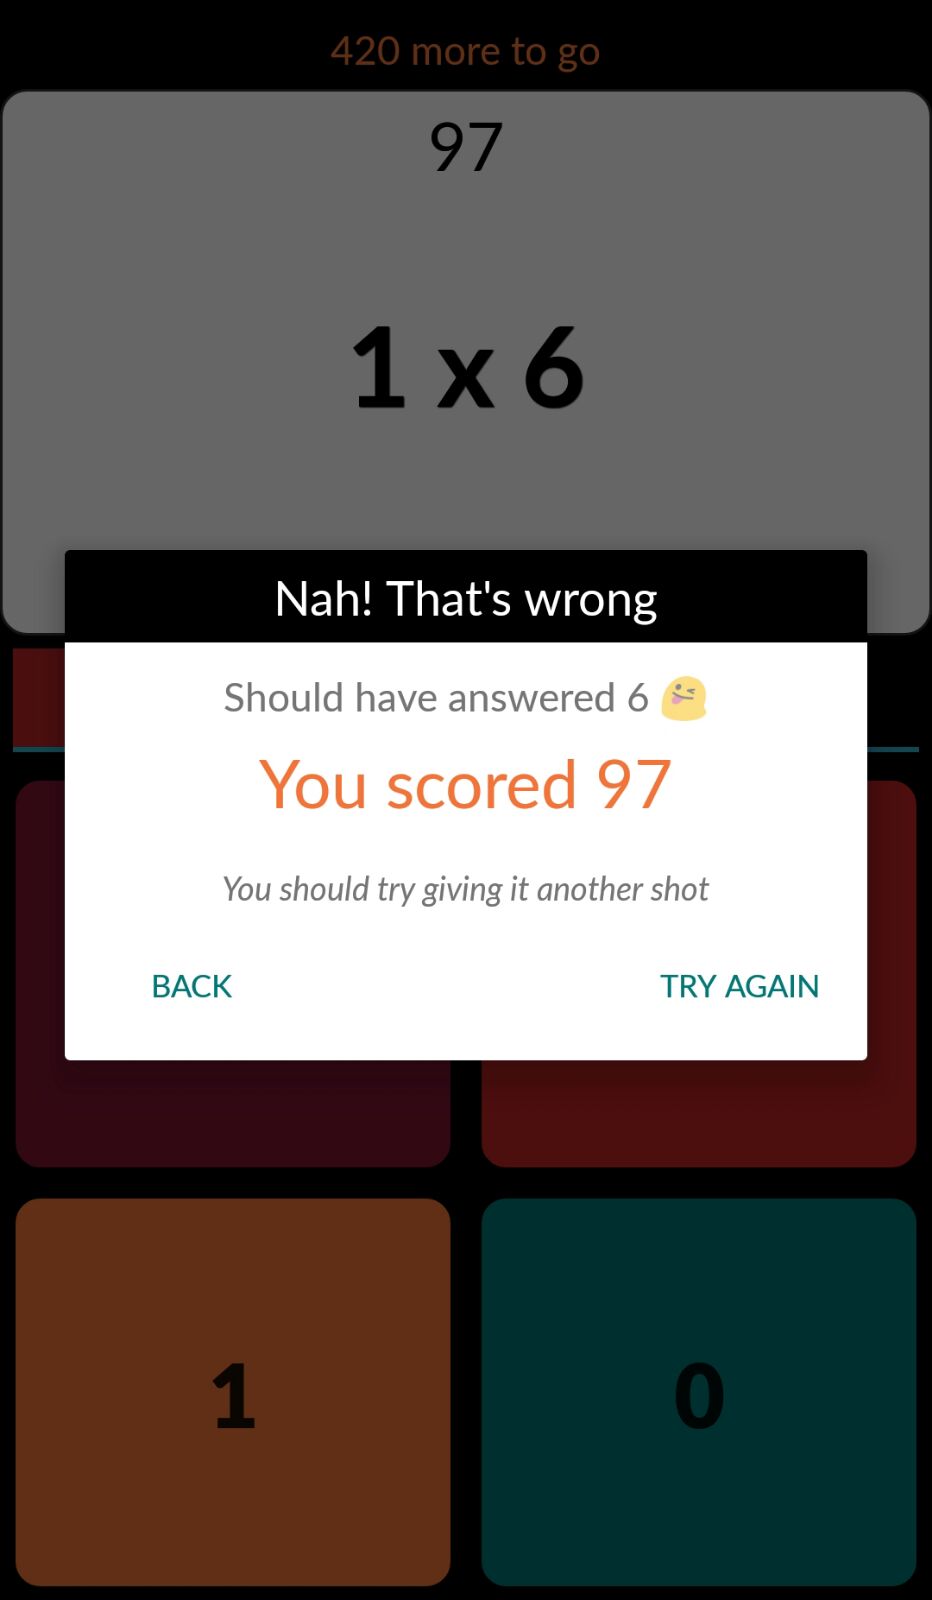 420 more to go
97
1 x 6
Nah! That's wrong
Should have answered 6 😜
You scored 97
You should try giving it another shot
BACK
TRY AGAIN
1
0